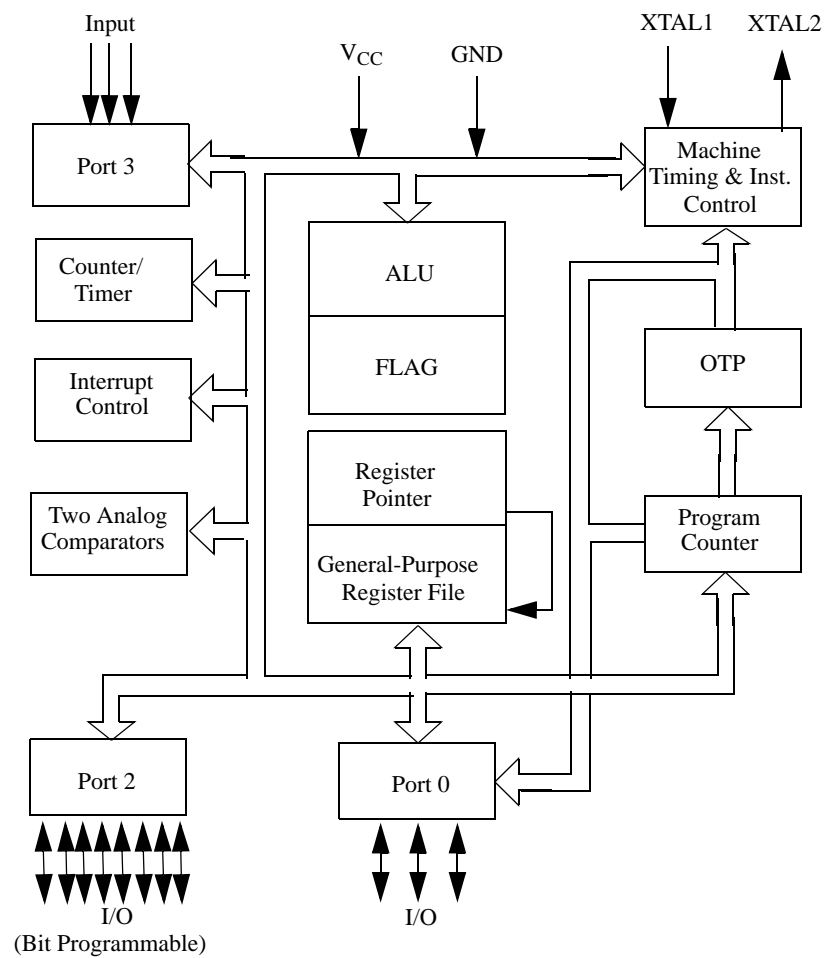 Input
V_CC
GND
XTAL1
XTAL2
Port 3
Machine
Timing & Inst.
Control
Counter/
Timer
ALU
FLAG
OTP
Interrupt
Control
Register
Pointer
General-Purpose
Register File
Two Analog
Comparators
Program
Counter
Port 2
Port 0
I/O
(Bit Programmable)
I/O